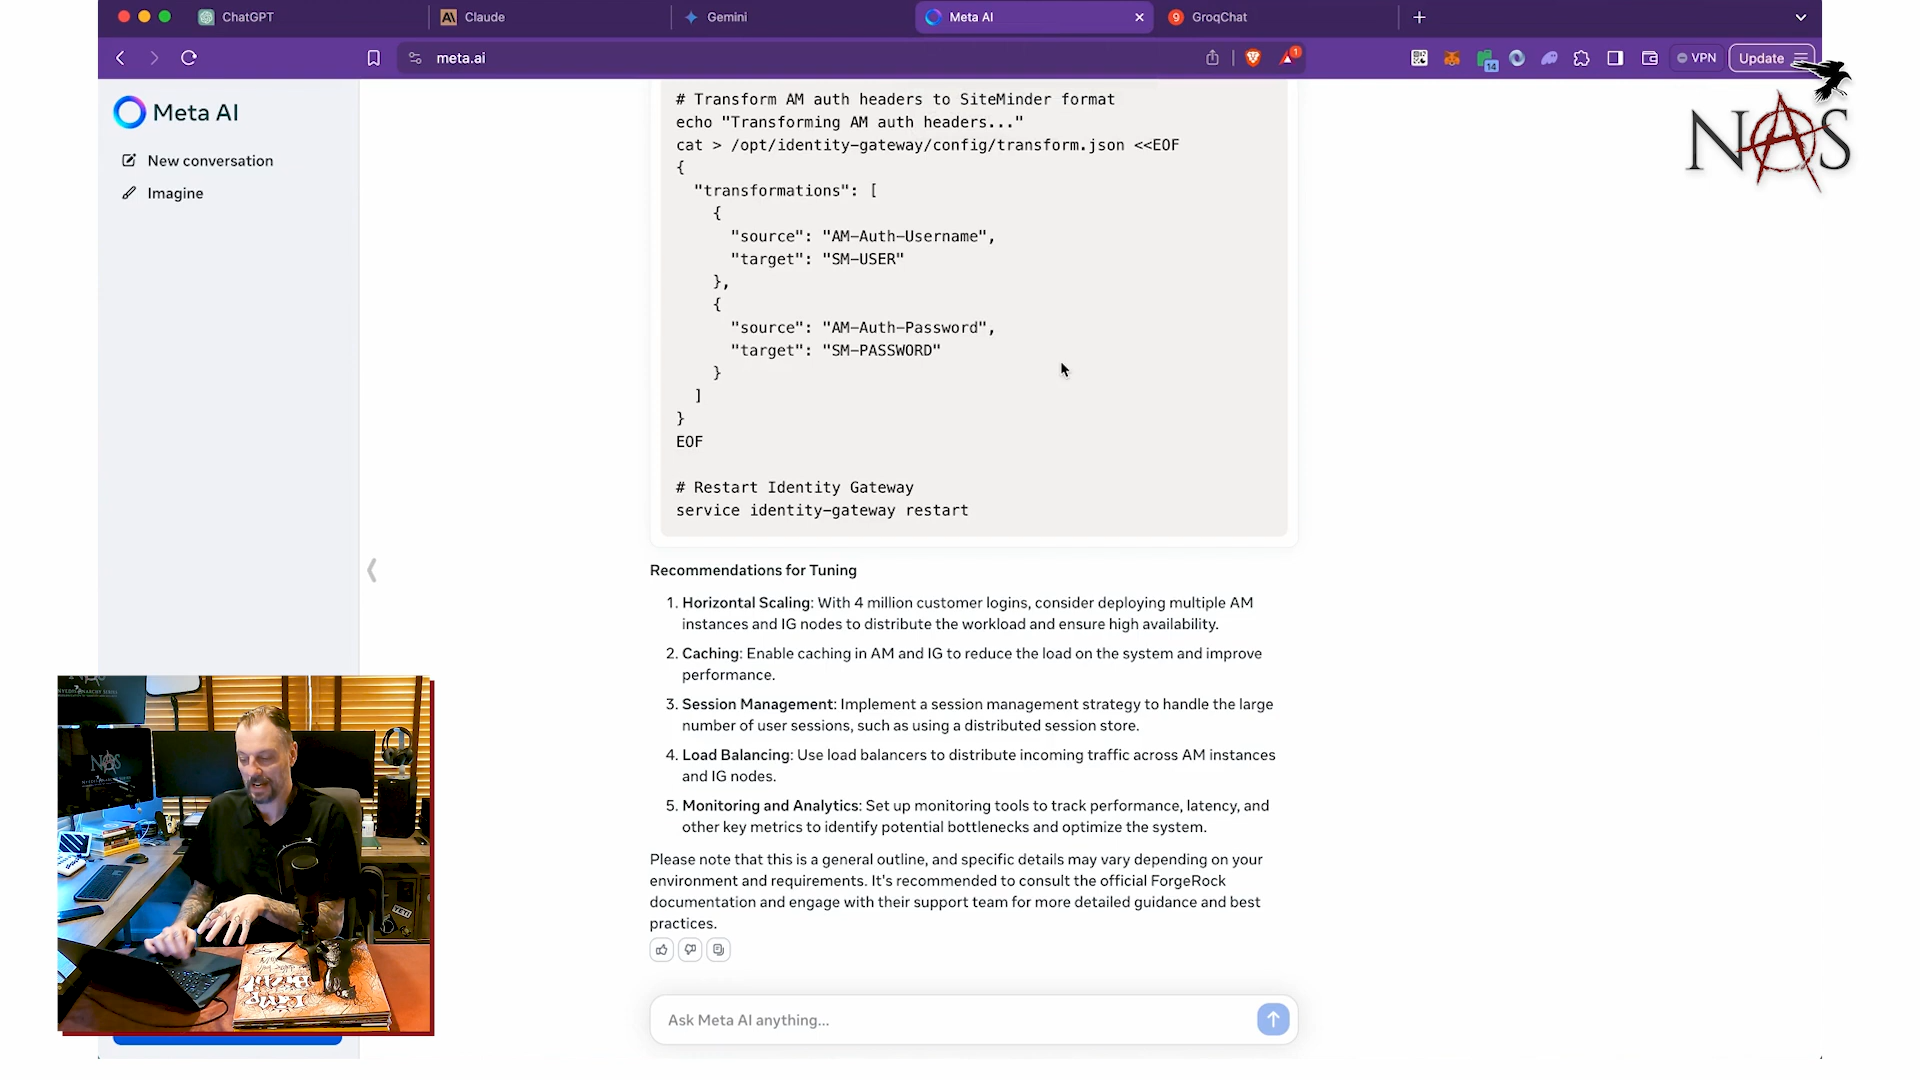 ChatGPT
Claude
Gemini
Meta AI
GroqChat
meta.ai
1
14
VPN
Update
NAS
Meta AI
New conversation
Imagine
# Transform AM auth headers to SiteMinder format
echo "Transforming AM auth headers..."
cat > /opt/identity-gateway/config/transform.json <<EOF
{
"transformations": [
{
"source": "AM-Auth-Username",
"target": "SM-USER"
},
{
"source": "AM-Auth-Password",
"target": "SM-PASSWORD"
}
]
}
EOF
# Restart Identity Gateway
service identity-gateway restart
Recommendations for Tuning
1. Horizontal Scaling: With 4 million customer logins, consider deploying multiple AM
instances and IG nodes to distribute the workload and ensure high availability.
2. Caching: Enable caching in AM and IG to reduce the load on the system and improve
performance.
3. Session Management: Implement a session management strategy to handle the large
number of user sessions, such as using a distributed session store.
4. Load Balancing: Use load balancers to distribute incoming traffic across AM instances
and IG nodes.
5. Monitoring and Analytics: Set up monitoring tools to track performance, latency, and
other key metrics to identify potential bottlenecks and optimize the system.
Please note that this is a general outline, and specific details may vary depending on your
environment and requirements. It's recommended to consult the official ForgeRock
documentation and engage with their support team for more detailed guidance and best
practices.
Ask Meta AI anything...
NAS
YETI